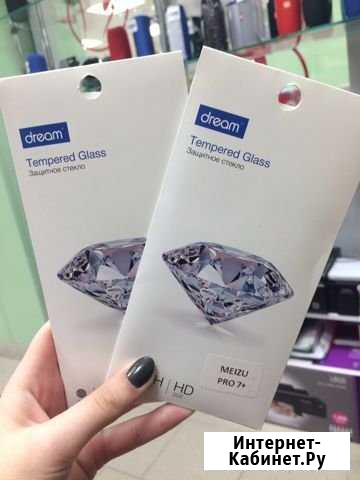 dream
Tempered Glass
Защитное стекло
dream
Tempered Glass
Защитное стекло
H | HD
MEIZU
PRO 7+
Интернет-
Кабинет.Ру